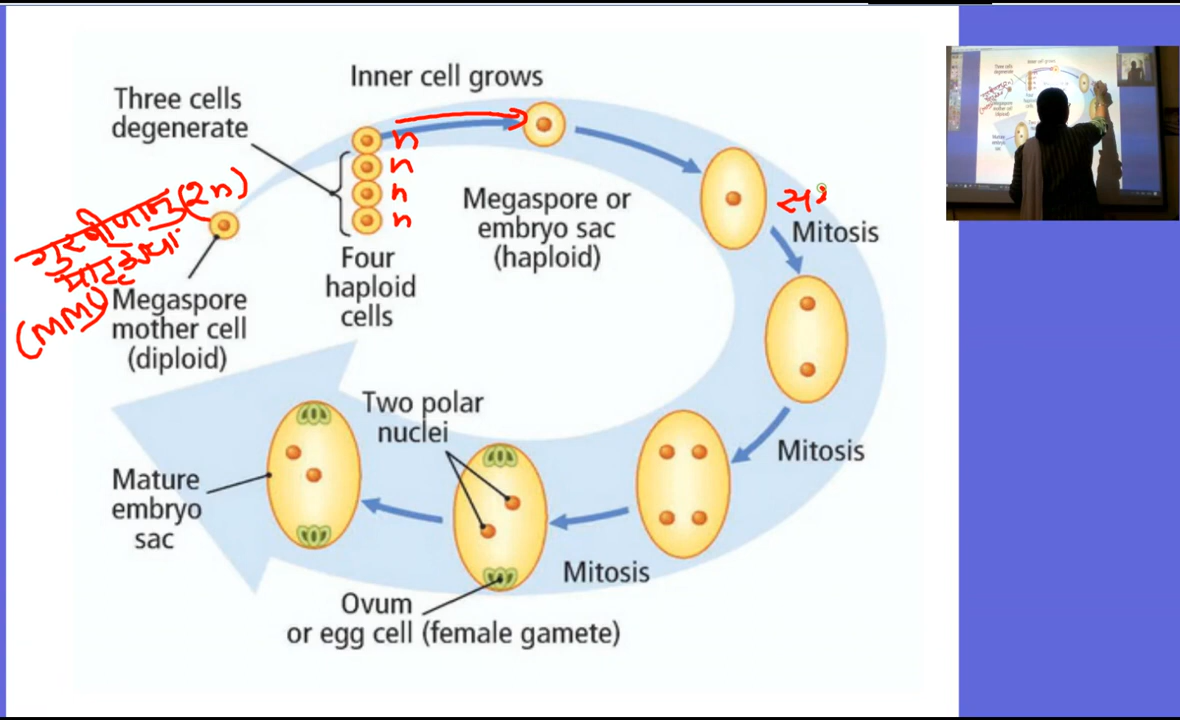 Inner cell grows
Three cells
degenerate
n
n
n
n
(2n)
(MMC)
Megaspore
mother cell
(diploid)
Four
haploid
cells
Megaspore or
embryo sac
(haploid)
Mitosis
Mitosis
Two polar
nuclei
Mature
embryo
sac
Mitosis
Ovum
or egg cell (female gamete)